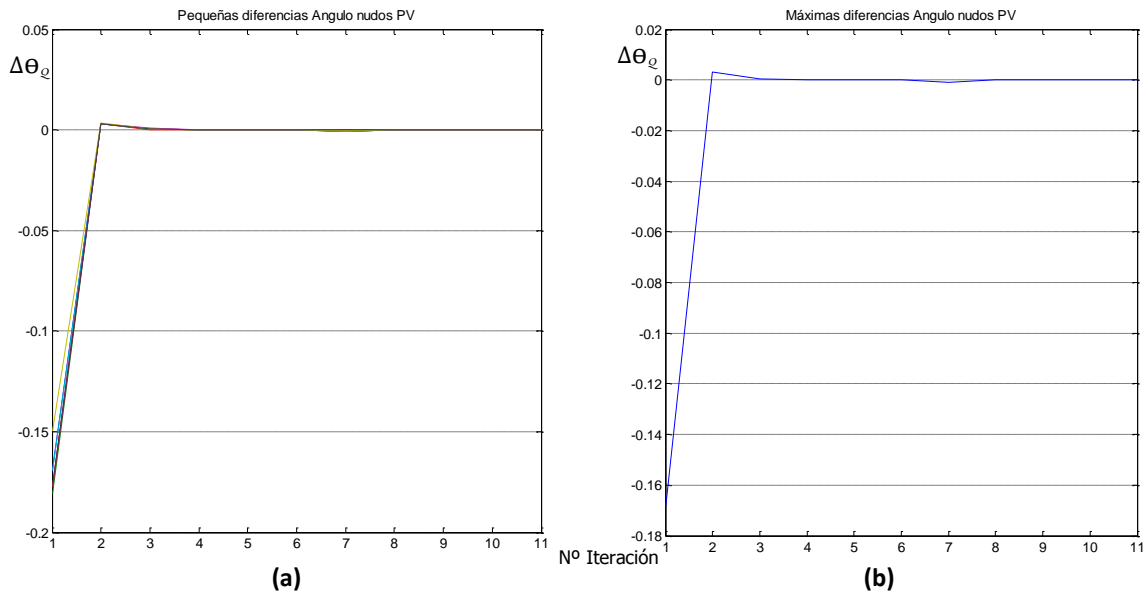 Pequeñas diferencias Angulo nudos PV
ΔΘQ
0.05
0
-0.05
-0.1
-0.15
-0.2
1 2 3 4 5 6 7 8 9 10 11
(a)
Máximas diferencias Angulo nudos PV
ΔΘQ
0.02
0
-0.02
-0.04
-0.06
-0.08
-0.1
-0.12
-0.14
-0.16
-0.18
1 2 3 4 5 6 7 8 9 10 11
Nº Iteración
(b)